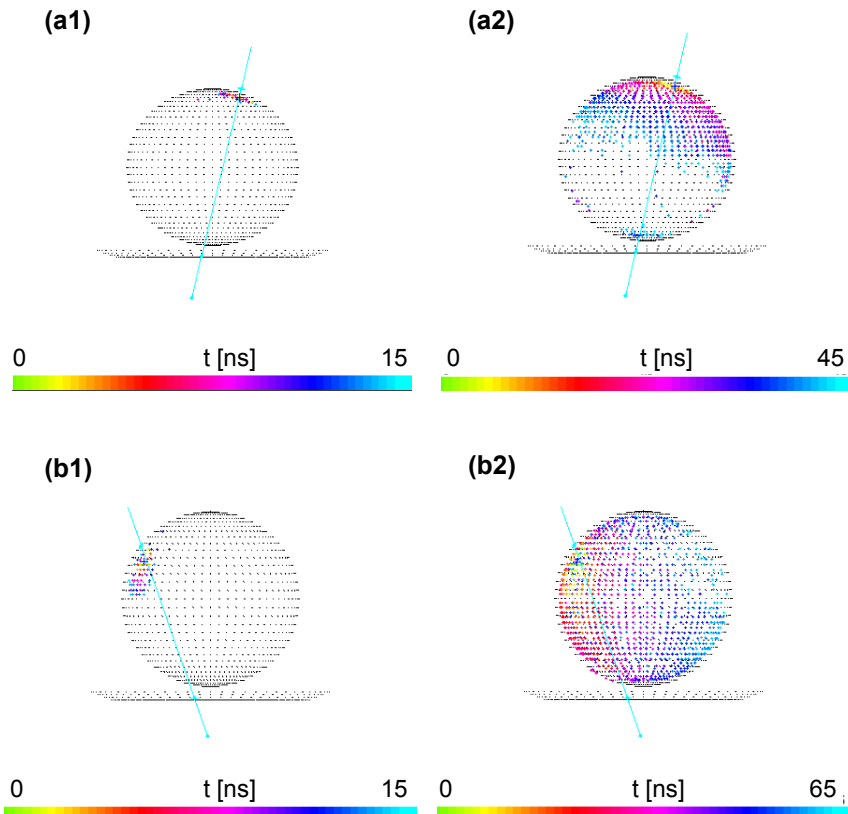 (a1)
(a2)
0 t [ns] 15
0 t [ns] 45
(b1)
(b2)
0 t [ns] 15
0 t [ns] 65